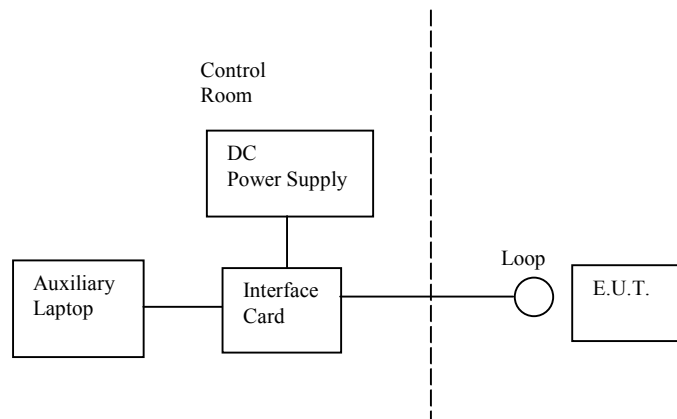 Control
Room
DC
Power Supply
Loop
Auxiliary
Laptop
Interface
Card
E.U.T.